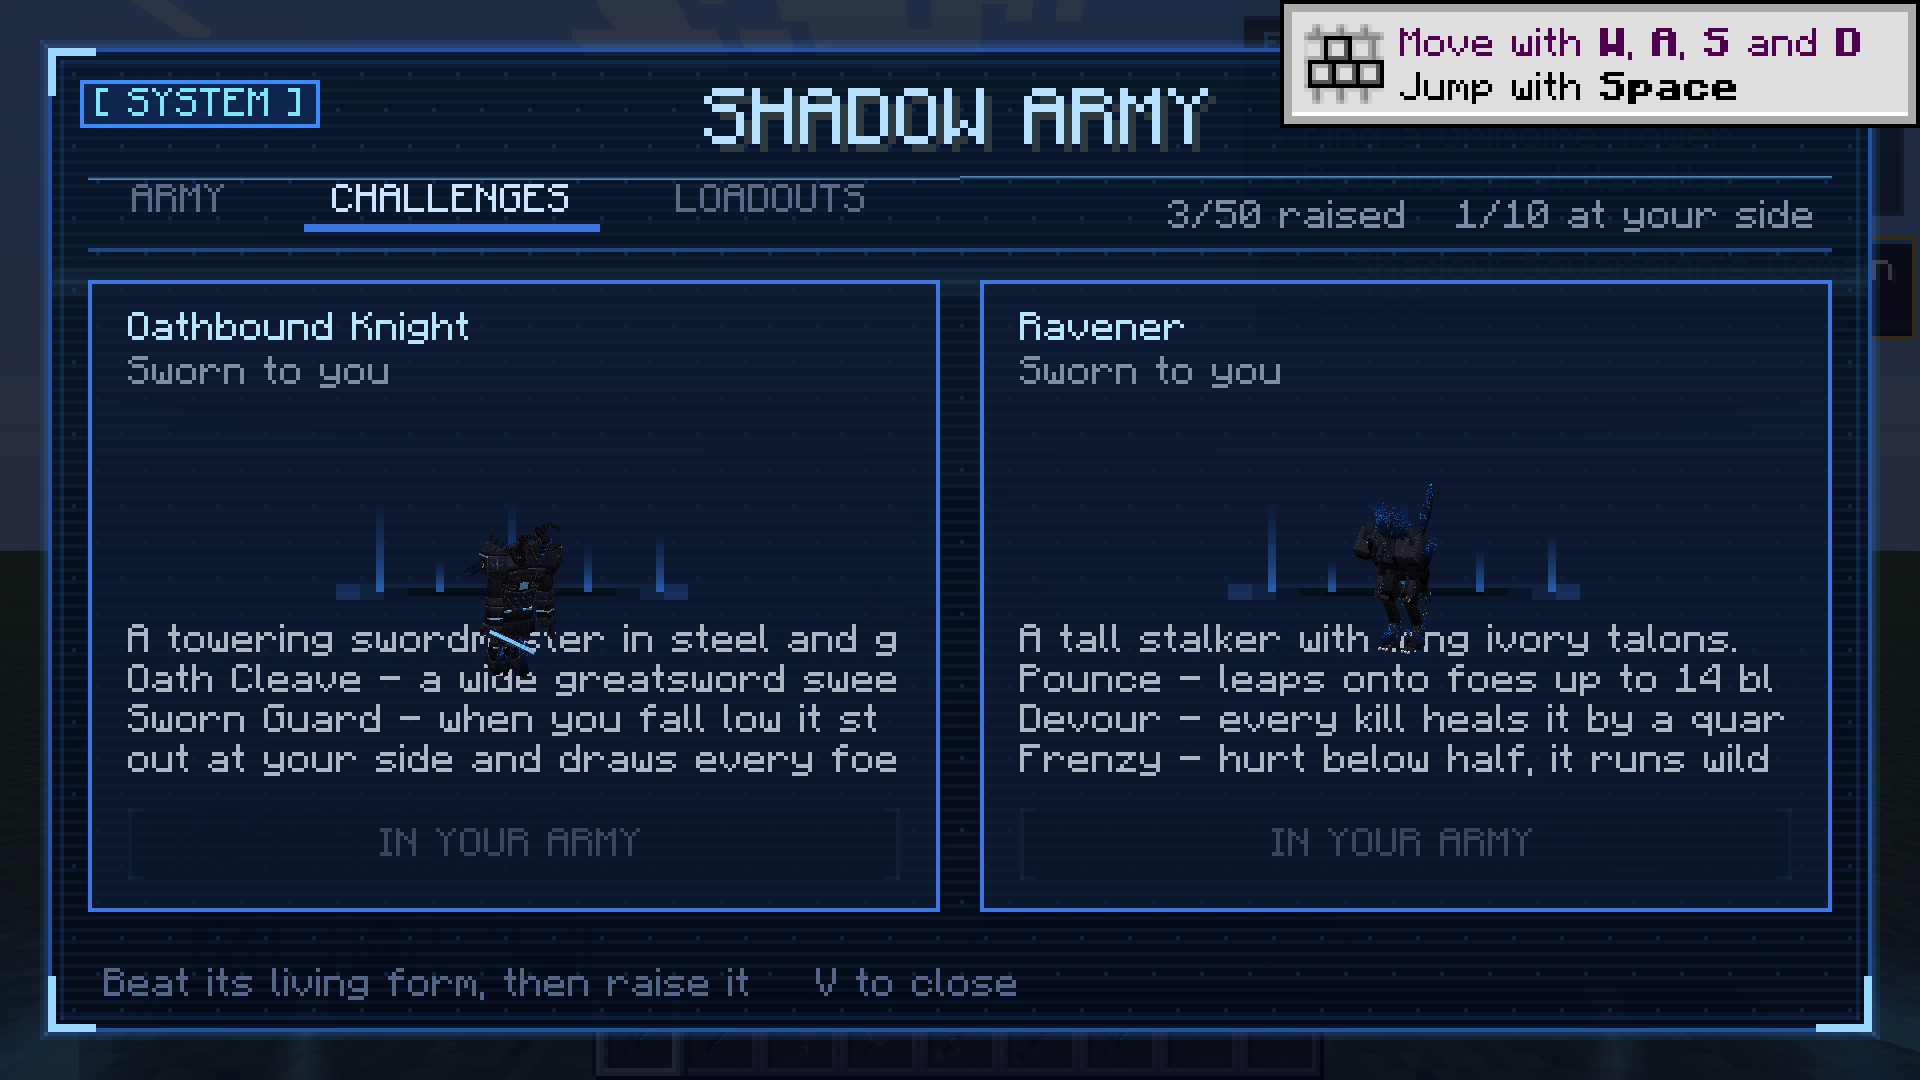 Move with W, A, S and D
Jump with Space
[ SYSTEM ]
SHADOW ARMY
ARMY CHALLENGES LOADOUTS
3/50 raised 1/10 at your side
Oathbound Knight
Sworn to you
A towering in steel and g
Oath Cleave - a wide greatsword swee
Sworn Guard - when you fall low it st
out at your side and draws every foe
IN YOUR ARMY
Ravener
Sworn to you
A tall stalker with ivory talons.
Pounce - leaps onto foes up to 14 bl
Devour - every kill heals it by a quar
Frenzy - hurt below half, it runs wild
IN YOUR ARMY
Beat its living form, then raise it V to close